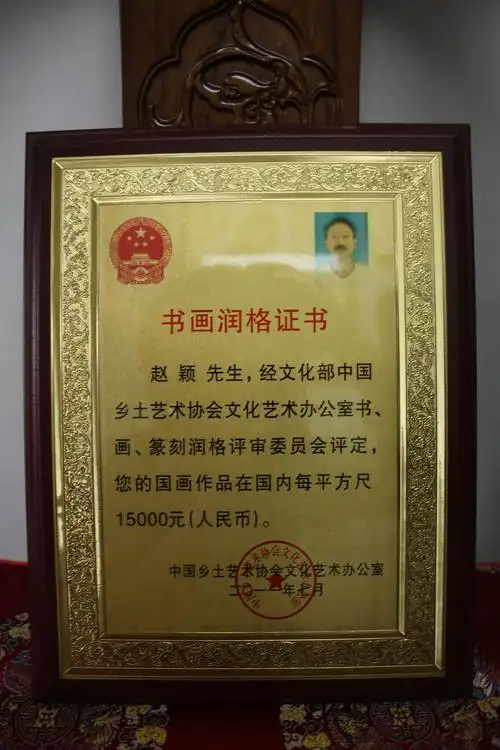 书画润格证书
赵 颖 先生，经文化部中国
乡土艺术协会文化艺术办公室书、
画、篆刻润格评审委员会评定，
您的国画作品在国内每平方尺
15000元(人民币)。
中国乡土艺术协会文化艺术办公室
二〇一一年七月